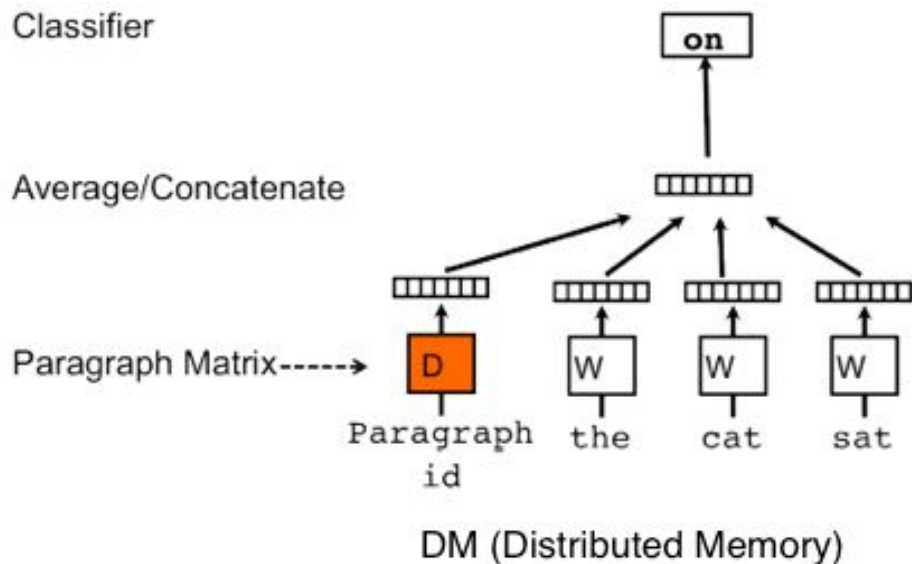 Classifier
on
Average/Concatenate
Paragraph Matrix
D
W
W
W
Paragraph
id
the
cat
sat
DM (Distributed Memory)